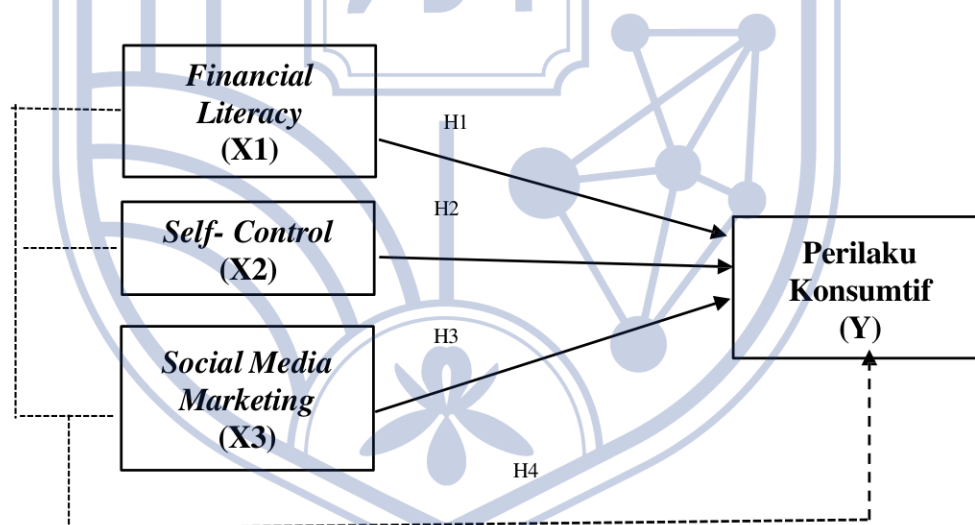 Financial
Literacy
(X1)
H1
Self- Control
(X2)
H2
Social Media
Marketing
(X3)
H3
H4
Perilaku
Konsumtif
(Y)